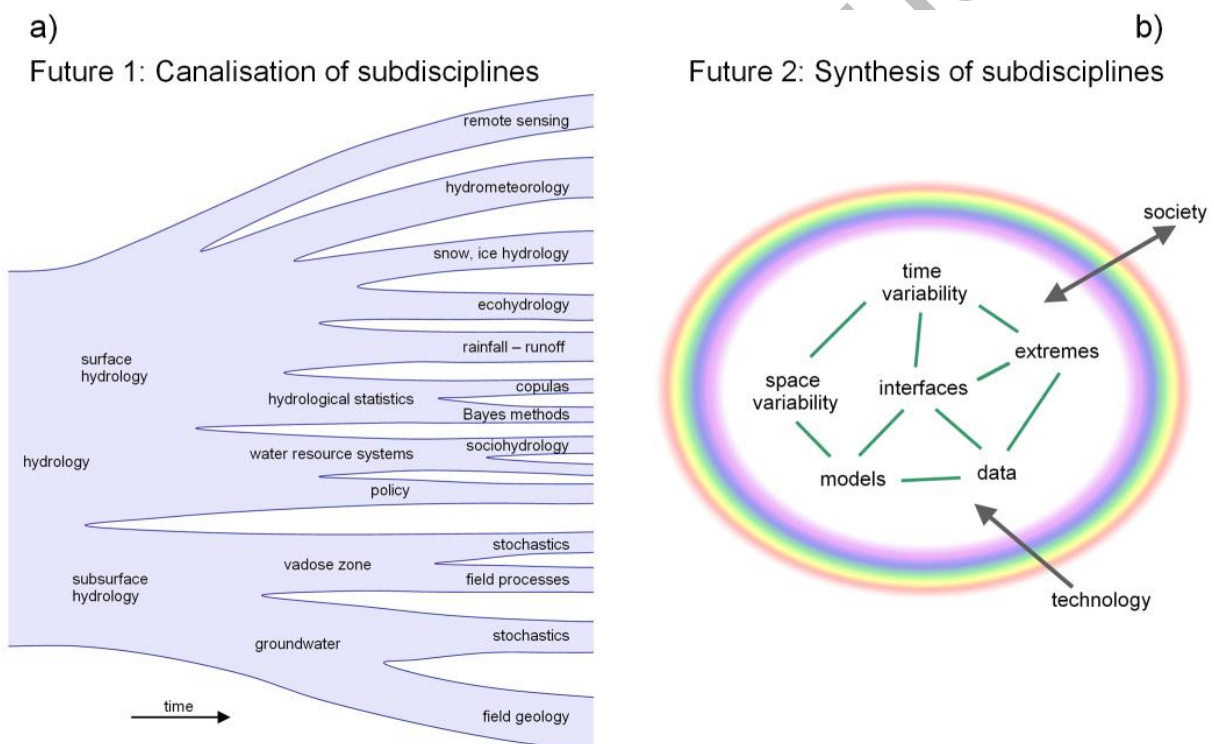 a)
Future 1: Canalisation of subdisciplines
remote sensing
hydrometeorology
snow, ice hydrology
ecohydrology
surface
hydrology
rainfall – runoff
copulas
hydrological statistics
Bayes methods
sociohydrology
water resource systems
hydrology
policy
stochastics
vadose zone
subsurface
hydrology
field processes
stochastics
groundwater
time
field geology
b)
Future 2: Synthesis of subdisciplines
society
time
variability
extremes
space
variability
interfaces
models
data
technology